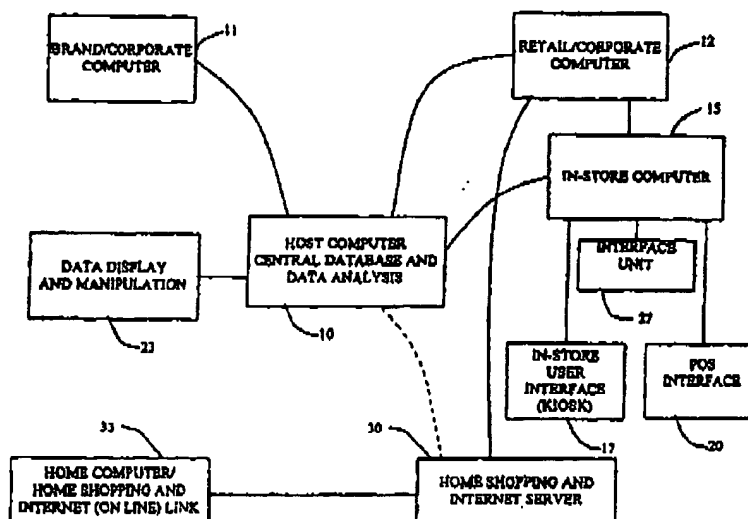 BRAND/CORPORATE
COMPUTER
11
RETAIL/CORPORATE
COMPUTER
12
15
IN-STORE COMPUTER
HOST COMPUTER
CENTRAL DATABASE AND
DATA ANALYSIS
10
INTERFACE
UNIT
27
DATA DISPLAY
AND MANIPULATION
23
IN-STORE
USER
INTERFACE
(KIOSK)
17
POS
INTERFACE
20
33
HOME COMPUTER/
HOME SHOPPING AND
INTERNET (ON LINE) LINK
30
HOME SHOPPING AND
INTERNET SERVER